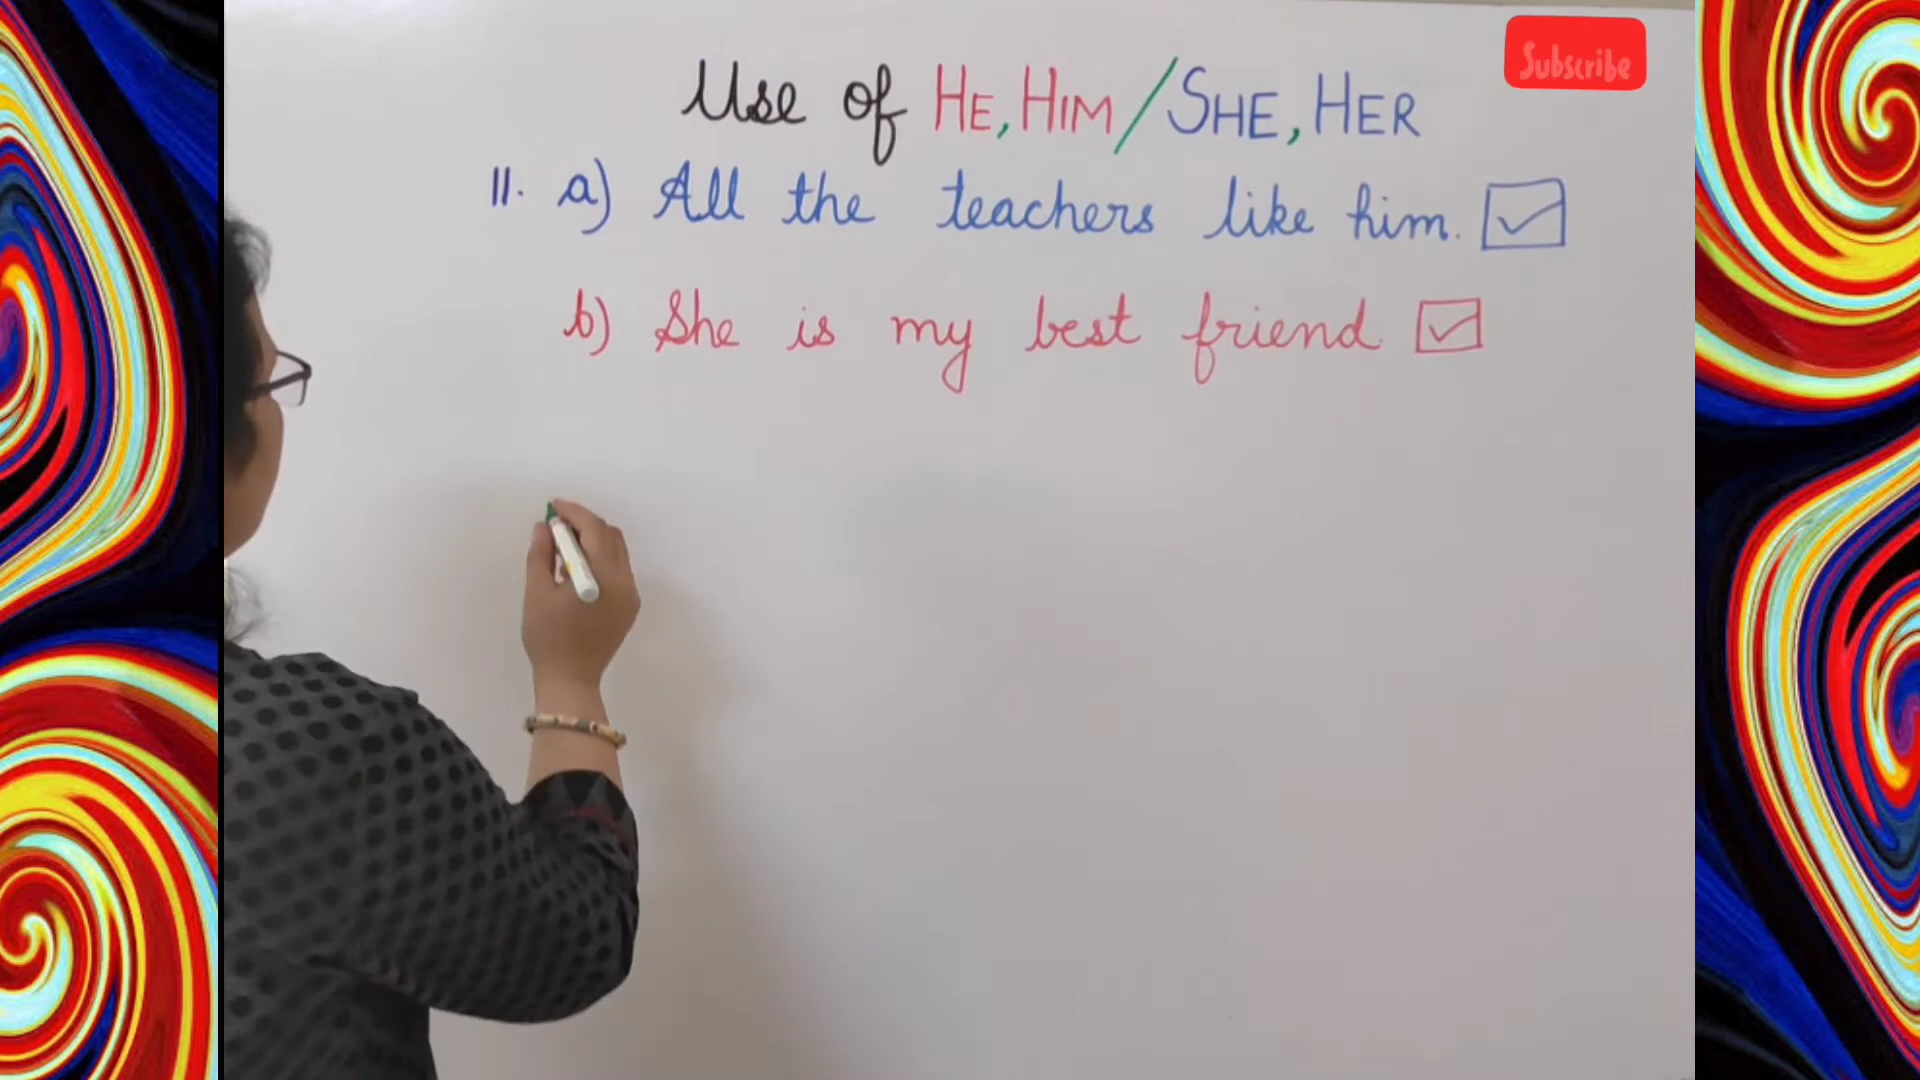 Subscribe
Use of HE, HIM / SHE, HER
11. a) All the teachers like him.
b) She is my best friend.